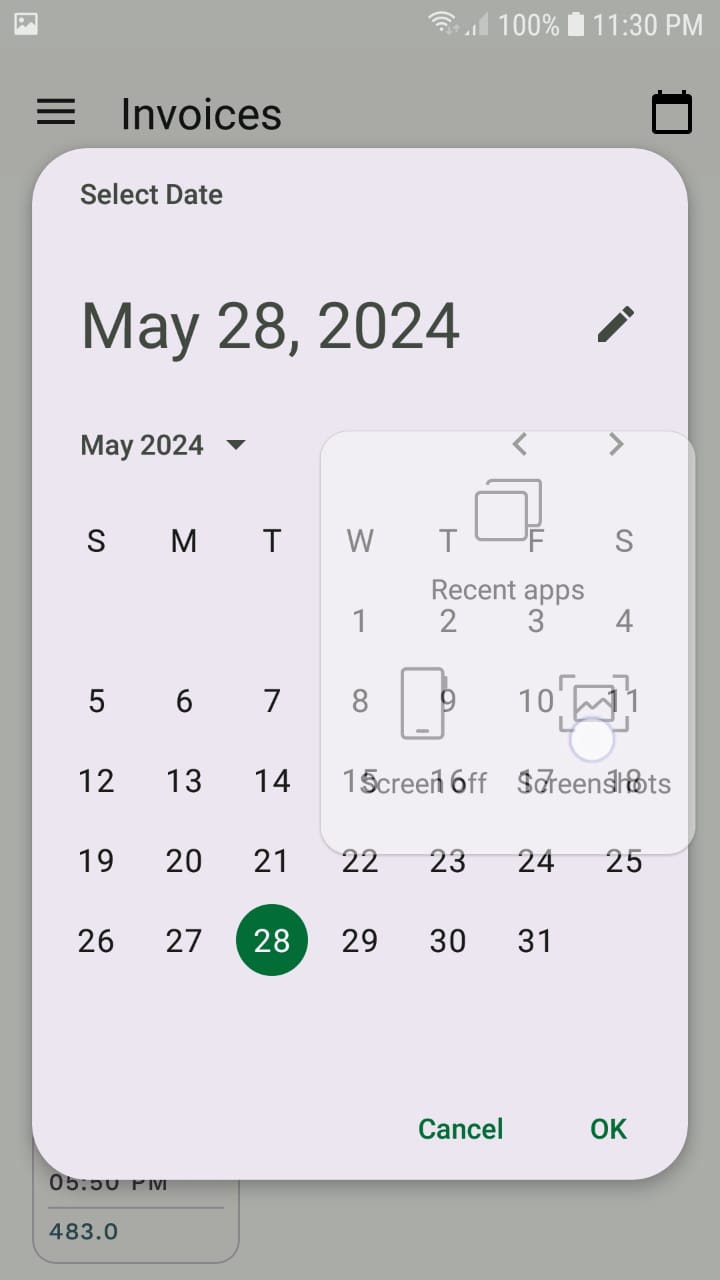 100% 11:30 PM
Invoices
Select Date
May 28, 2024
May 2024
S M T W T F S
Recent apps
1 2 3 4
5 6 7 8 9 10 11
12 13 14 15 16 17 18
Screen off Screenshots
19 20 21 22 23 24 25
26 27 28 29 30 31
Cancel OK
05:50 PM
483.0